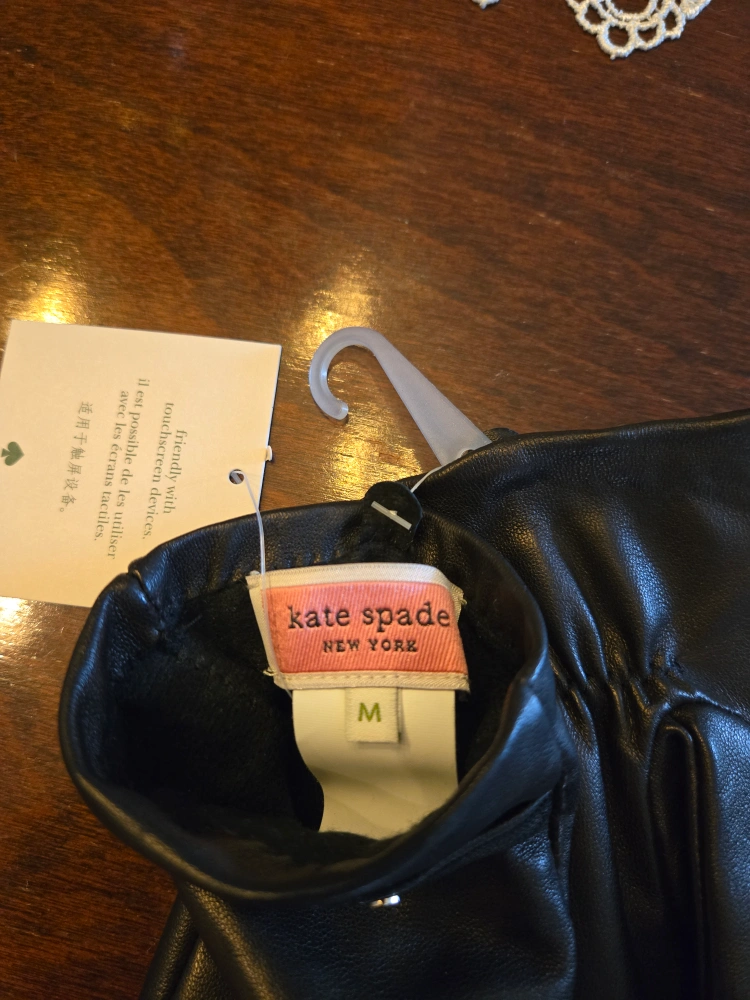 friendly with
touchscreen devices.
il est possible de les utiliser
avec les écrans tactiles.
适用于触屏设备。
kate spade
NEW YORK
M